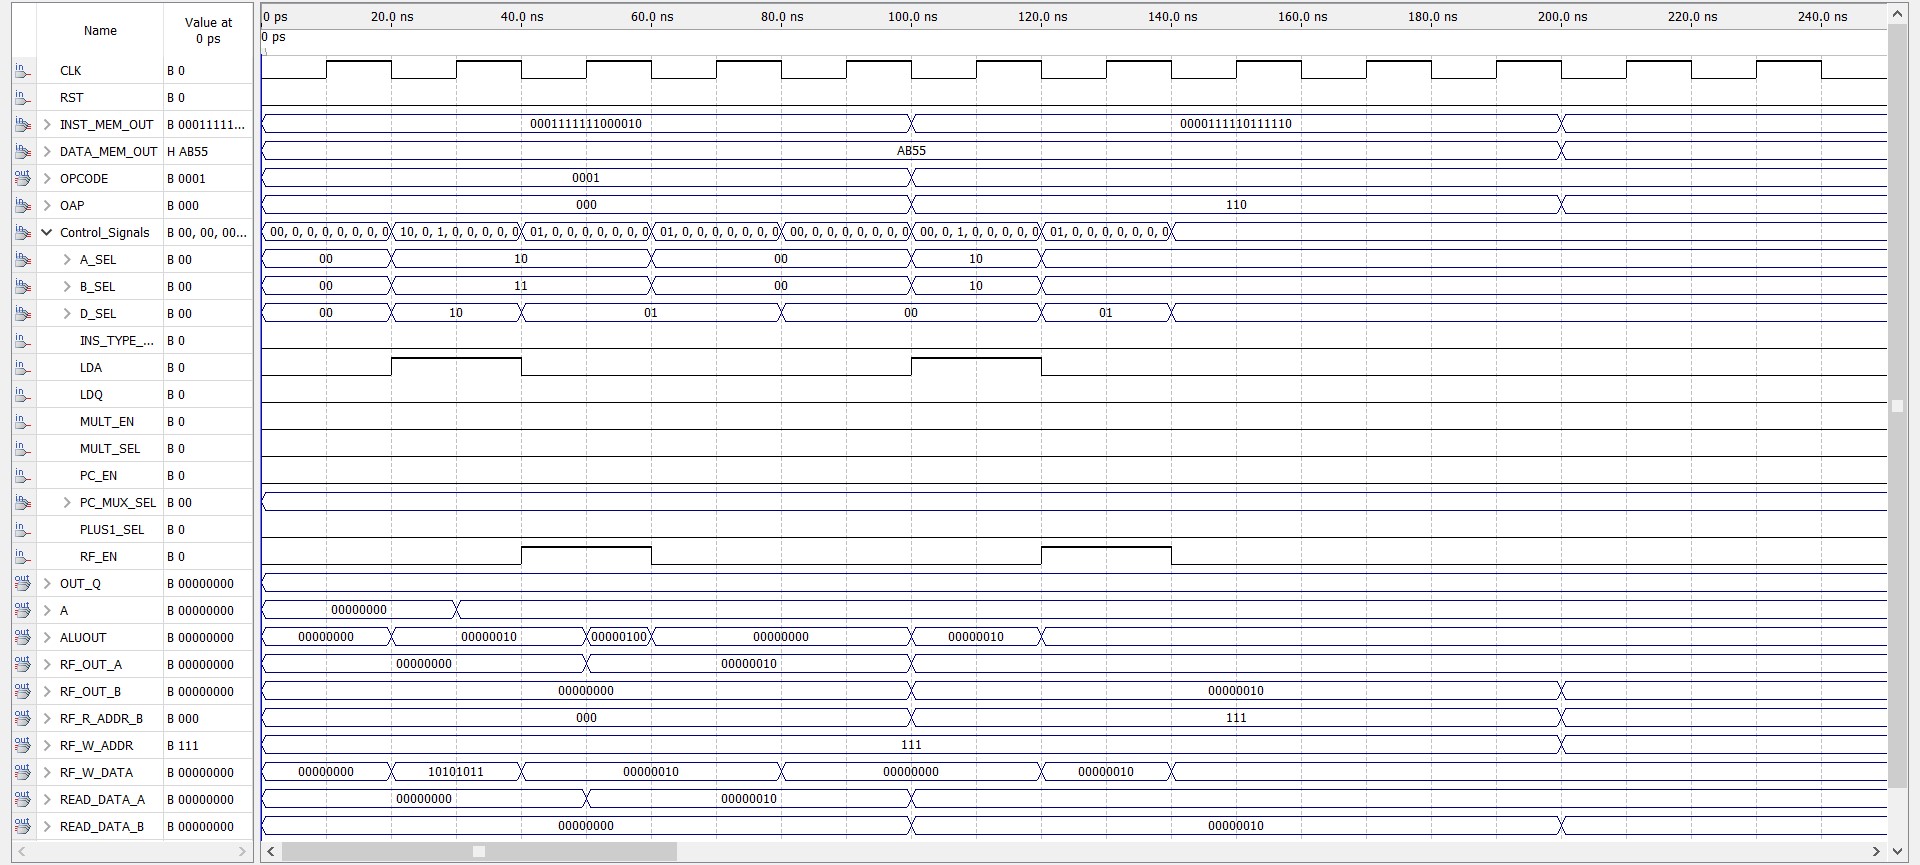 Name Value at 0 ps 0 ps 20.0 ns 40.0 ns 60.0 ns 80.0 ns 100.0 ns 120.0 ns 140.0 ns 160.0 ns 180.0 ns 200.0 ns 220.0 ns 240.0 ns
0 ps
in CLK B 0
in RST B 0
in INST_MEM_OUT B 00011111... 0001111111000010 0000111110111110
in DATA_MEM_OUT H AB55 AB55
out OPCODE B 0001 0001
in OAP B 000 000 110
in Control_Signals B 00, 00, 00... 00, 0, 0, 0, 0, 0, 0, 0 10, 0, 1, 0, 0, 0, 0, 0 01, 0, 0, 0, 0, 0, 0, 0 01, 0, 0, 0, 0, 0, 0, 0 00, 0, 0, 0, 0, 0, 0, 0 00, 0, 1, 0, 0, 0, 0, 0 01, 0, 0, 0, 0, 0, 0, 0
in A_SEL B 00 00 10 00 10
in B_SEL B 00 00 11 00 10
in D_SEL B 00 00 10 01 00 01
in INS_TYPE_... B 0
in LDA B 0
in LDQ B 0
in MULT_EN B 0
in MULT_SEL B 0
in PC_EN B 0
in PC_MUX_SEL B 00
in PLUS1_SEL B 0
in RF_EN B 0
out OUT_Q B 00000000
out A B 00000000 00000000
out ALUOUT B 00000000 00000000 00000010 00000100 00000000 00000010
out RF_OUT_A B 00000000 00000000 00000010
out RF_OUT_B B 00000000 00000000 00000010
out RF_R_ADDR_B B 000 000 111
out RF_W_ADDR B 111 111
out RF_W_DATA B 00000000 00000000 10101011 00000010 00000000 00000010
out READ_DATA_A B 00000000 00000000 00000010
out READ_DATA_B B 00000000 00000000 00000010